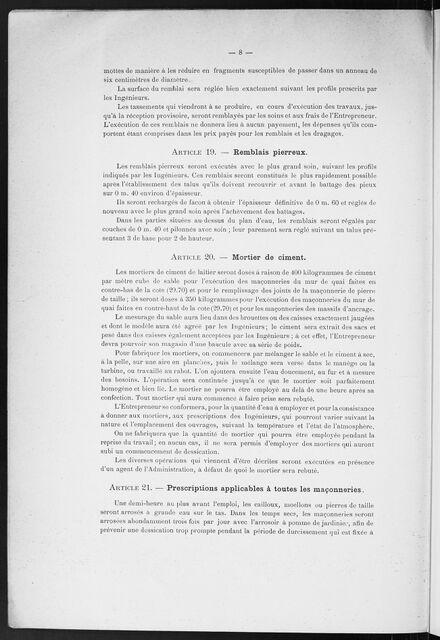 — 8 —
mottes de manière à les réduire en fragments susceptibles de passer dans un anneau de
six centimètres de diamètre.
La surface du remblai sera réglée bien exactement suivant les profils prescrits par
les Ingénieurs.
Les tassements qui viendront à se produire, en cours d'exécution des travaux, jus-
qu'à la réception provisoire, seront remblayés par les soins et aux frais de l'Entrepreneur.
L'exécution de ces remblais ne donnera lieu à aucun payement, les dépenses qu'ils com-
portent étant comprises dans les prix payés pour les remblais et les dragages.
ARTICLE 19. — Remblais pierreux.
Les remblais pierreux seront exécutés avec le plus grand soin, suivant les profils
indiqués par les Ingénieurs. Ces remblais seront constitués le plus rapidement possible
après l'établissement des talus qu'ils doivent recouvrir et avant le battage des pieux
sur 0 m. 40 environ d'épaisseur.
Ils seront rechargés de façon à obtenir l'épaisseur définitive de 0 m. 60 et réglés de
nouveau avec le plus grand soin après l'achèvement des battages.
Dans les parties situées au-dessus du plan d'eau, les remblais seront régalés par
couches de 0 m. 40 et pilonnés avec soin ; leur parement sera réglé suivant un talus pré-
sentant 3 de base pour 2 de hauteur.
ARTICLE 20. — Mortier de ciment.
Les mortiers de ciment de laitier seront dosés à raison de 400 kilogrammes de ciment
par mètre cube de sable pour l'exécution des maçonneries du mur de quai faites en
contre-bas de la cote (29.70) et pour le remplissage des joints de la maçonnerie de pierre
de taille ; ils seront dosés à 350 kilogrammes pour l'exécution des maçonneries du mur de
quai faites en contre-haut de la cote (29.70) et pour les maçonneries des massifs d'ancrage.
Le mesurage du sable aura lieu dans des brouettes ou des caisses exactement jaugées
et dont le modèle aura été agréé par les Ingénieurs ; le ciment sera extrait des sacs et
pesé dans des caisses également acceptées par les Ingénieurs ; à cet effet, l'Entrepreneur
devra pourvoir son magasin d'une bascule avec sa série de poids.
Pour fabriquer les mortiers, on commencera par mélanger le sable et le ciment à sec,
à la pelle, sur une aire en planches, puis le mélange sera versé dans le manège ou la
turbine, ou travaillé au rabot. L'on ajoutera ensuite l'eau doucement, au fur et à mesure
des besoins. L'opération sera continuée jusqu'à ce que le mortier soit parfaitement
homogène et bien lié. Le mortier ne pourra être employé au delà de une heure après sa
confection. Tout mortier qui aura commencé à faire prise sera rebuté.
L'Entrepreneur se conformera, pour la quantité d'eau à employer et pour la consistance
à donner aux mortiers, aux prescriptions des Ingénieurs, qui pourront varier suivant la
nature et l'emplacement des ouvrages, suivant la température et l'état de l'atmosphère.
On ne fabriquera que la quantité de mortier qui pourra être employée pendant la
reprise du travail ; en aucun cas, il ne sera permis d'employer des mortiers qui auront
subi un commencement de dessication.
Les diverses opérations qui viennent d'être décrites seront exécutées en présence
d'un agent de l'Administration, à défaut de quoi le mortier sera rebuté.
ARTICLE 21. — Prescriptions applicables à toutes les maçonneries.
Une demi-heure au plus avant l'emploi, les cailloux, moellons ou pierres de taille
seront arrosés à grande eau sur le tas. Dans les temps secs, les maçonneries seront
arrosées abondamment trois fois par jour avec l'arrosoir à pomme de jardinier, afin de
prévenir une dessication trop prompte pendant la période de durcissement qui est fixée à